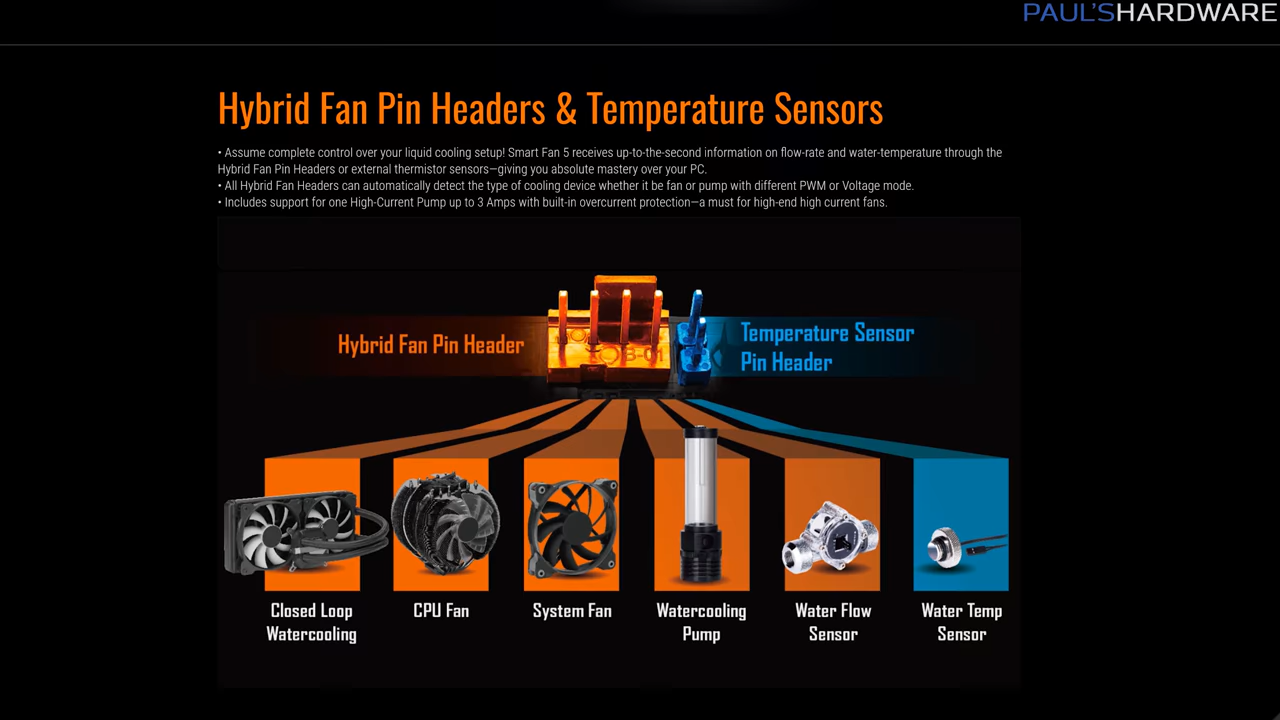 PAUL'SHARDWARE
Hybrid Fan Pin Headers & Temperature Sensors
• Assume complete control over your liquid cooling setup! Smart Fan 5 receives up-to-the-second information on flow-rate and water-temperature through the
Hybrid Fan Pin Headers or external thermistor sensors—giving you absolute mastery over your PC.
• All Hybrid Fan Headers can automatically detect the type of cooling device whether it be fan or pump with different PWM or Voltage mode.
• Includes support for one High-Current Pump up to 3 Amps with built-in overcurrent protection—a must for high-end high current fans.
Hybrid Fan Pin Header
Temperature Sensor
Pin Header
Closed Loop
Watercooling
CPU Fan
System Fan
Watercooling
Pump
Water Flow
Sensor
Water Temp
Sensor